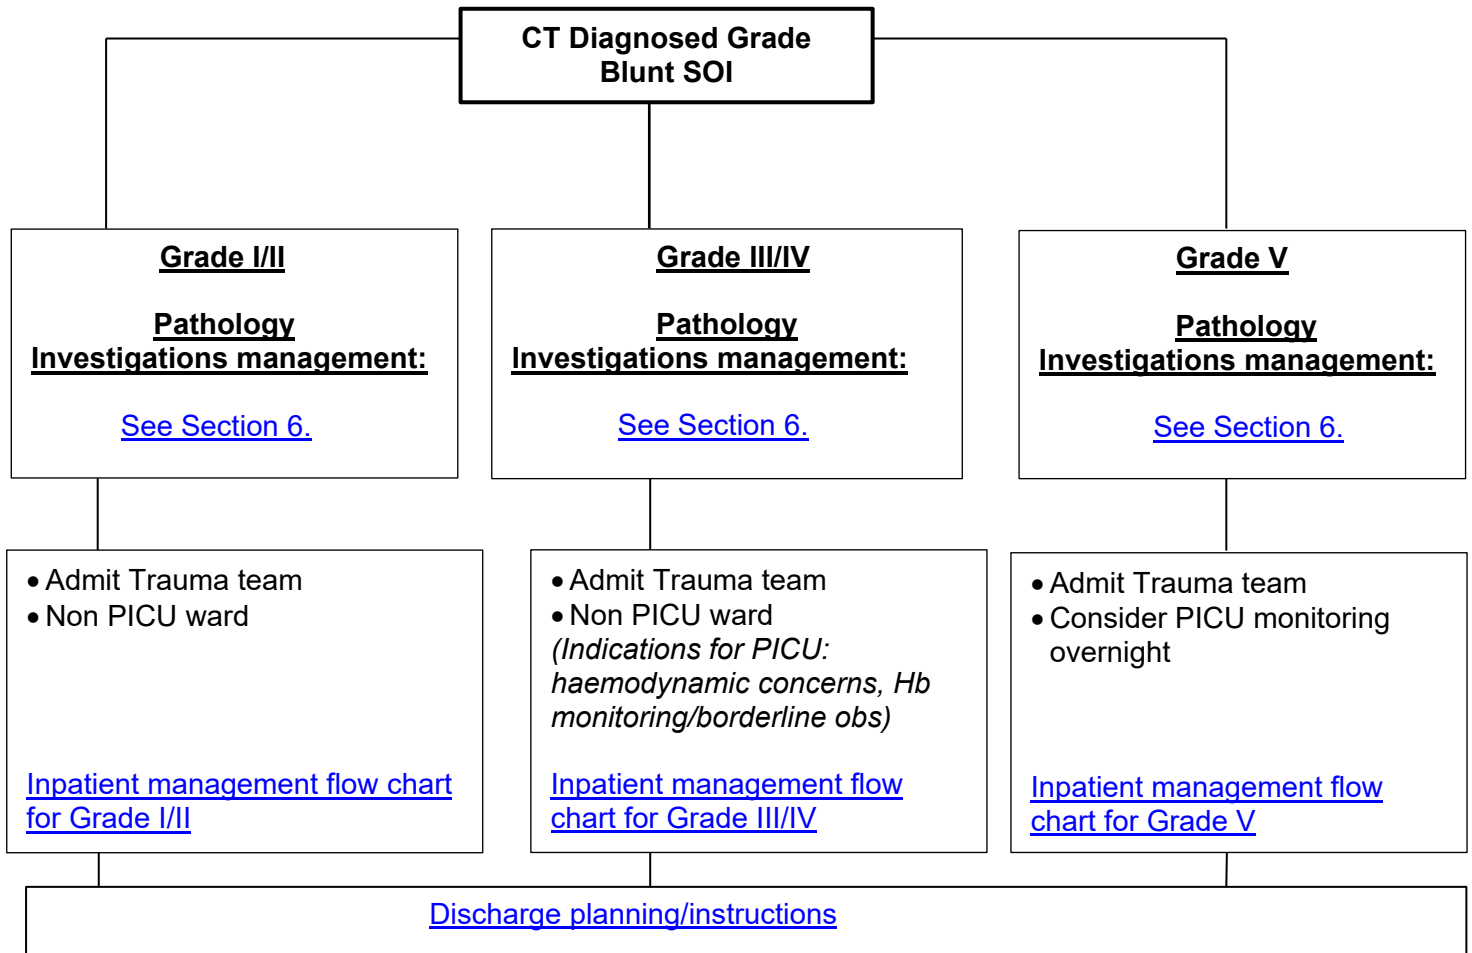 CT Diagnosed Grade
Blunt SOI
Grade I/II
Pathology
Investigations management:
See Section 6.
Grade III/IV
Pathology
Investigations management:
See Section 6.
Grade V
Pathology
Investigations management:
See Section 6.
• Admit Trauma team
• Non PICU ward
Inpatient management flow chart
for Grade I/II
• Admit Trauma team
• Non PICU ward
(Indications for PICU:
haemodynamic concerns, Hb
monitoring/borderline obs)
Inpatient management flow
chart for Grade III/IV
• Admit Trauma team
• Consider PICU monitoring
overnight
Inpatient management flow
chart for Grade V
Discharge planning/instructions